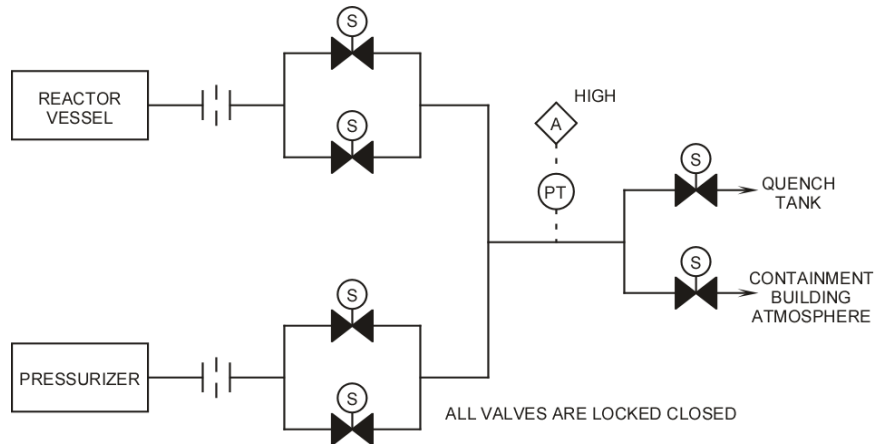 S
REACTOR
VESSEL
S
HIGH
A
PT
S
QUENCH
TANK
S
CONTAINMENT
BUILDING
ATMOSPHERE
S
PRESSURIZER
S
ALL VALVES ARE LOCKED CLOSED